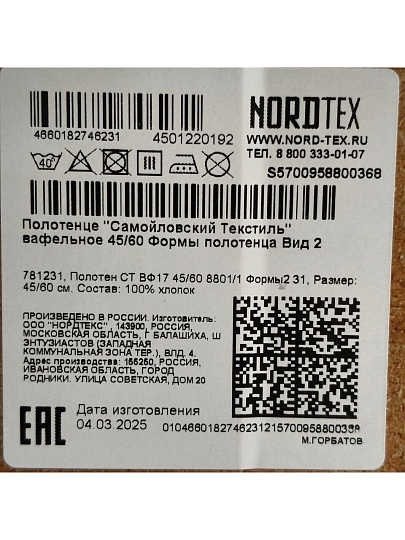 NORDTEX
4660182746231 4501220192
WWW.NORD-TEX.RU
ТЕЛ. 8 800 333-01-07
40°
S5700958800368
Полотенце "Самойловский Текстиль"
вафельное 45/60 Формы полотенца Вид 2
781231, Полотен СТ ВФ17 45/60 8801/1 Формы2 31, Размер:
45/60 см. Состав: 100% хлопок
ПРОИЗВЕДЕНО В РОССИИ. Изготовитель:
ООО "НОРДТЕКС" , 143900, РОССИЯ,
МОСКОВСКАЯ ОБЛАСТЬ, Г БАЛАШИХА, Ш
ЭНТУЗИАСТОВ (ЗАПАДНАЯ
КОММУНАЛЬНАЯ ЗОНА ТЕР.), ВЛД. 4.
Адрес производства: 155250, РОССИЯ,
ИВАНОВСКАЯ ОБЛАСТЬ, ГОРОД
РОДНИКИ. УЛИЦА СОВЕТСКАЯ, ДОМ 20
EAC
Дата изготовления
04.03.2025
0104660182746231215700958800368
М.ГОРБАТОВ